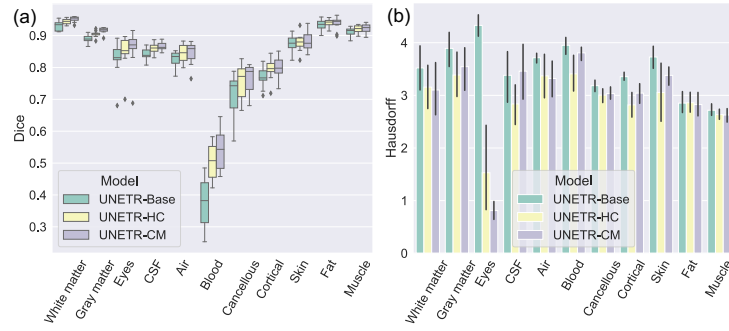 (a)
Dice
0.9
0.8
0.7
0.6
0.5
0.4
0.3
Model
UNETR-Base
UNETR-HC
UNETR-CM
White matter
Gray matter
Eyes
CSF
Air
Blood
Cancellous
Cortical
Skin
Fat
Muscle
(b)
Hausdorff
4
3
2
1
0
Model
UNETR-Base
UNETR-HC
UNETR-CM
White matter
Gray matter
Eyes
CSF
Air
Blood
Cancellous
Cortical
Skin
Fat
Muscle